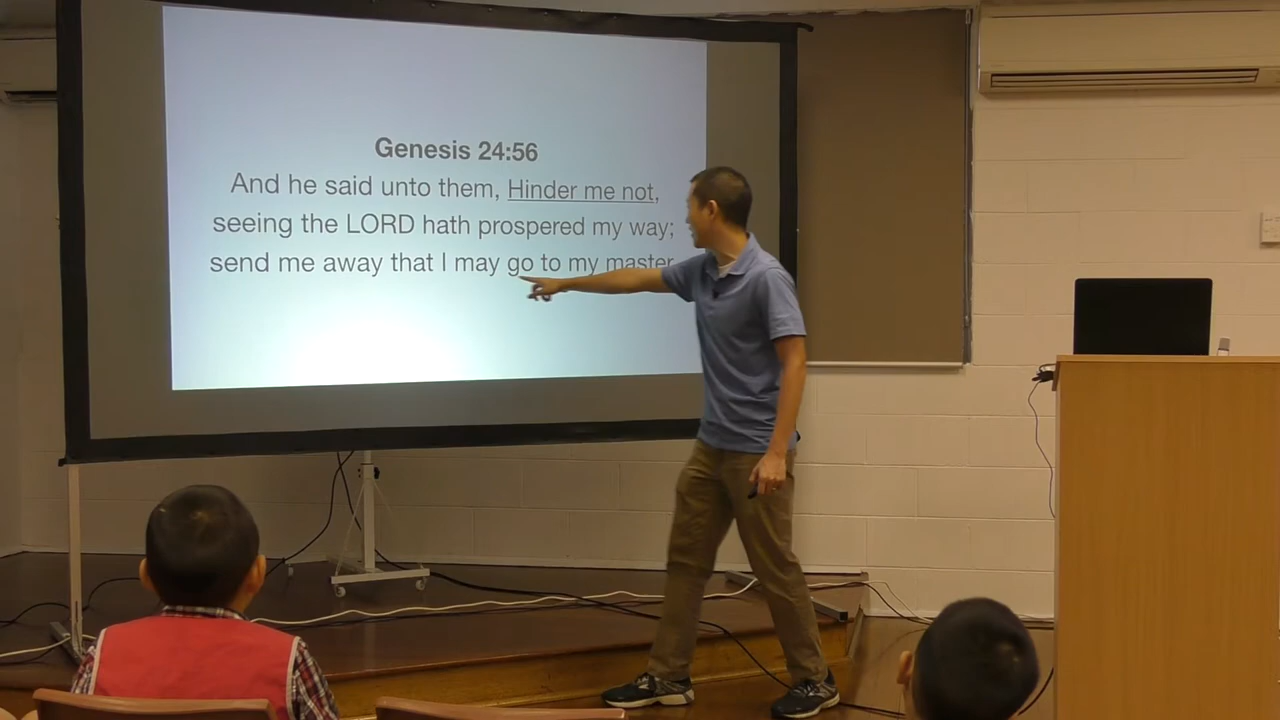 Genesis 24:56
And he said unto them, Hinder me not,
seeing the LORD hath prospered my way;
send me away that I may go to my master